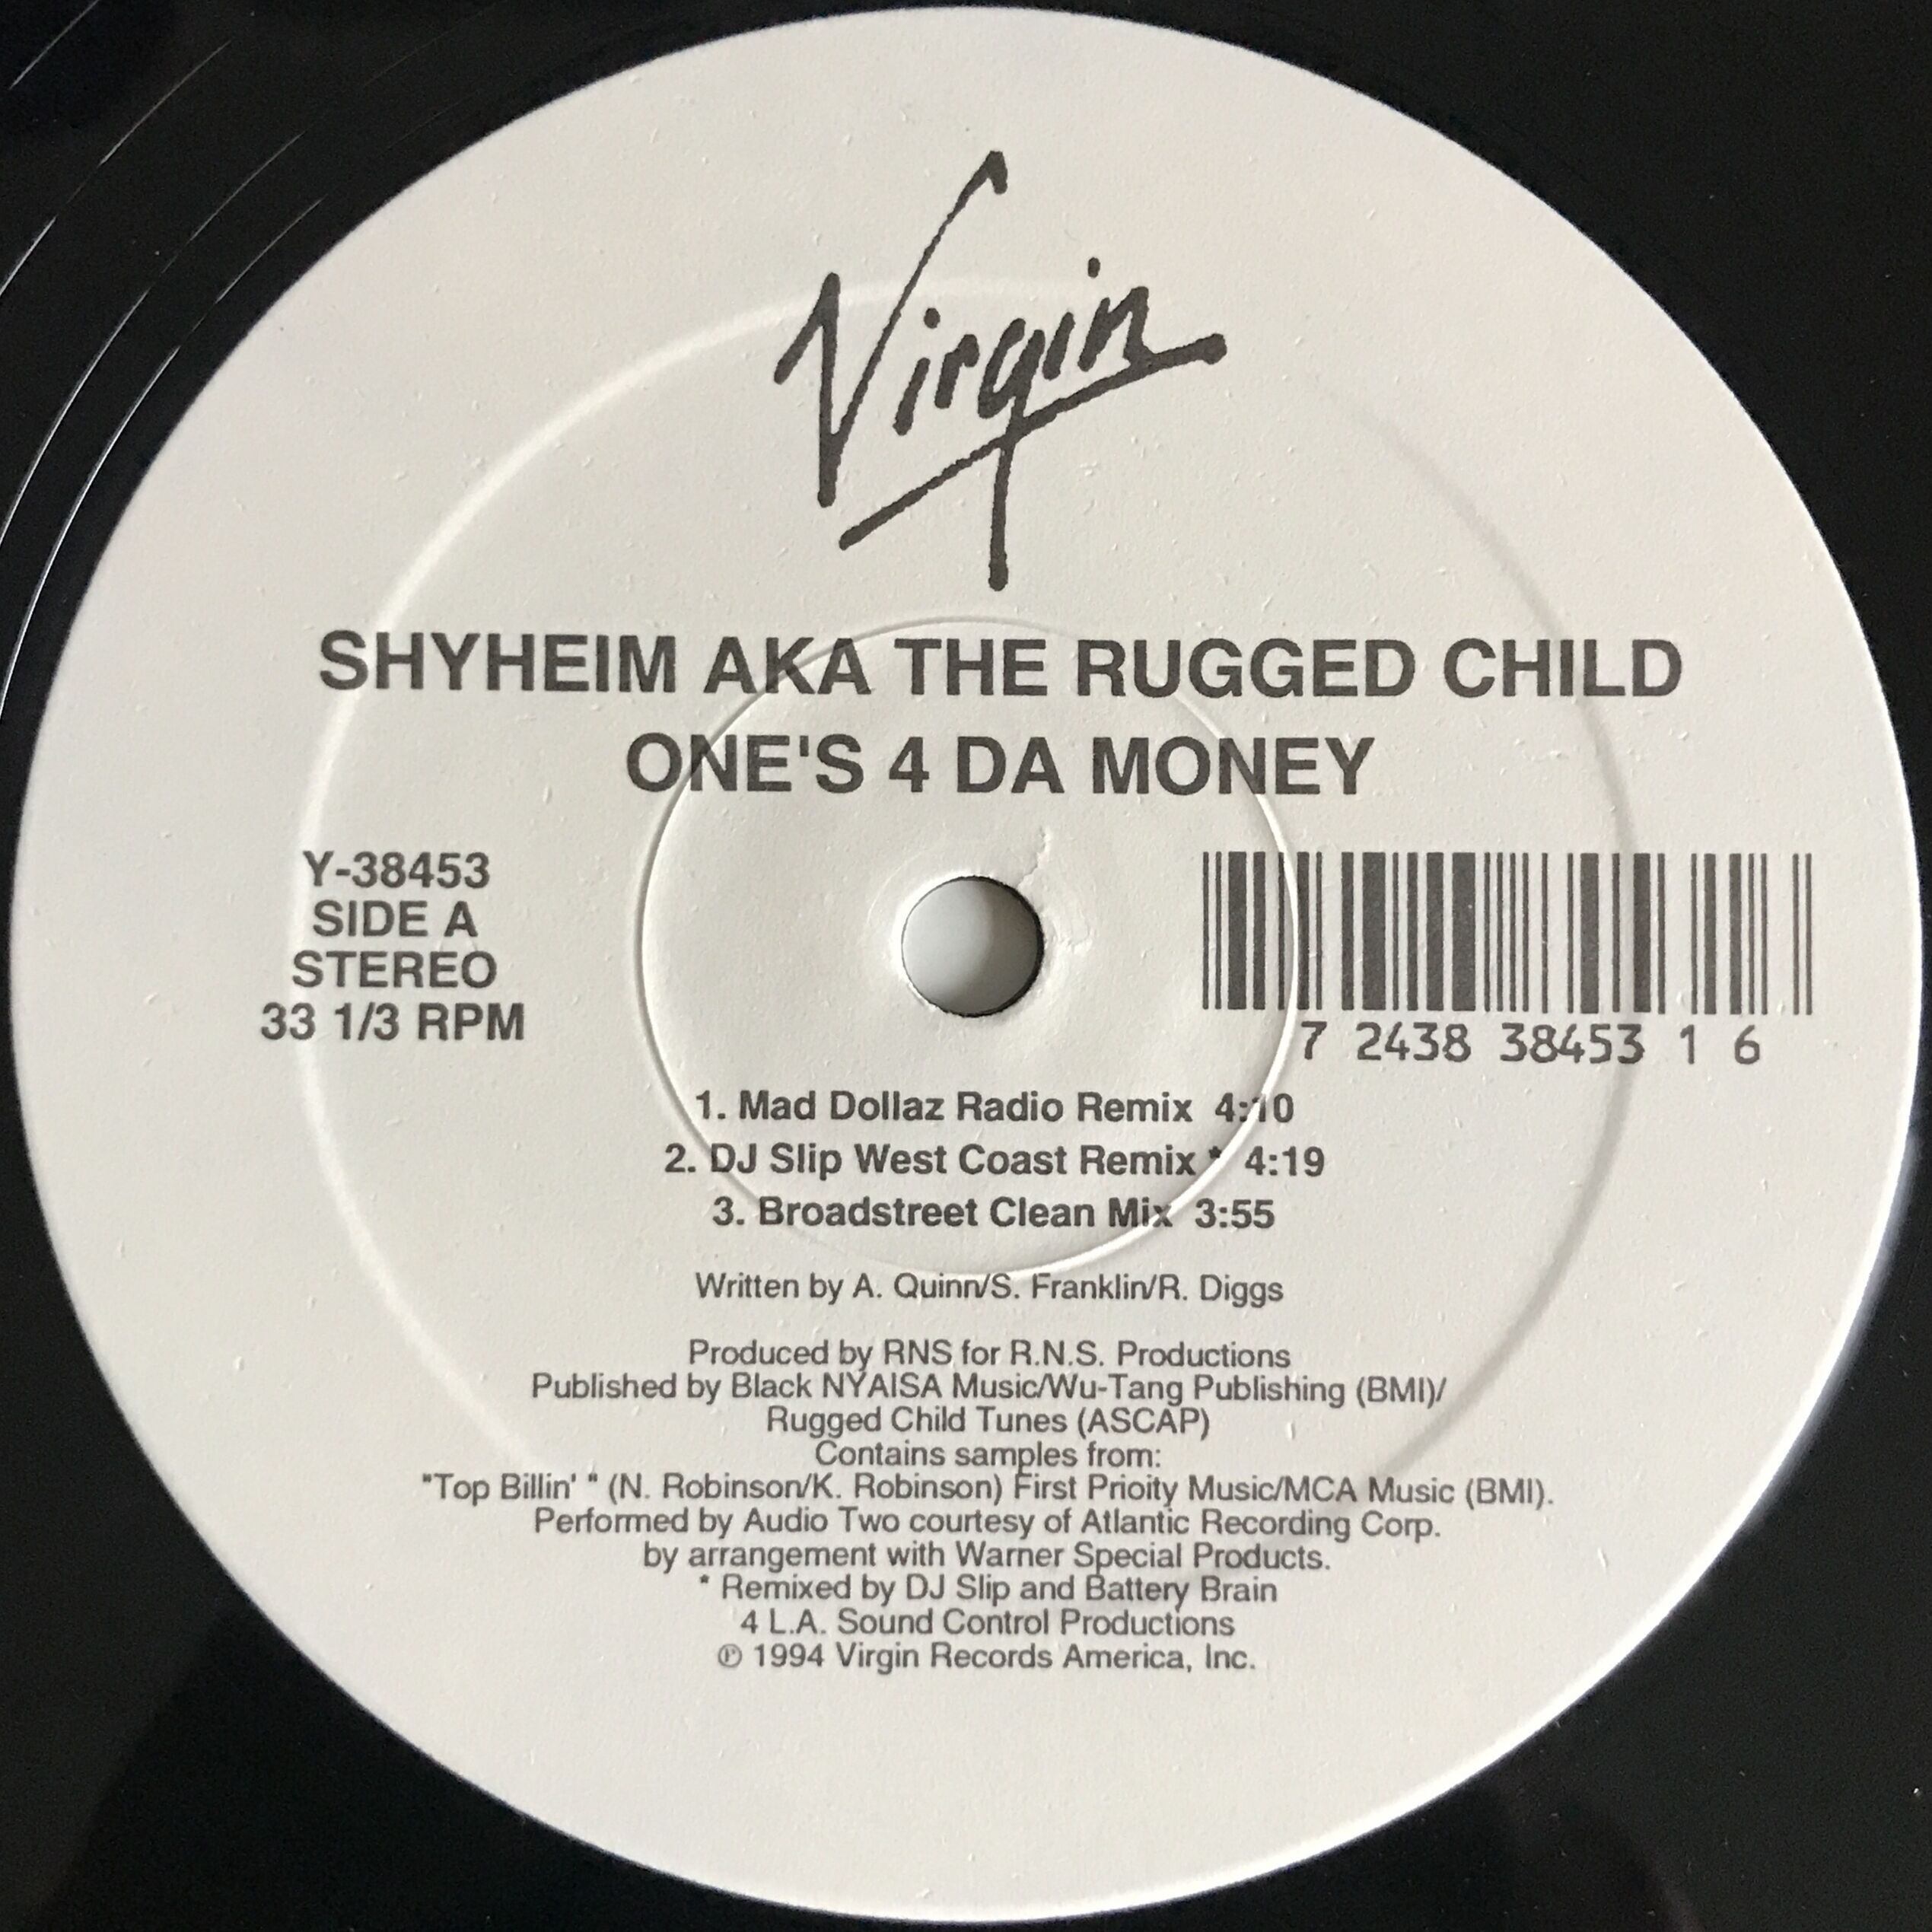 Virgin
SHYHEIM AKA THE RUGGED CHILD
ONE'S 4 DA MONEY
Y-38453
SIDE A
STEREO
33 1/3 RPM
7 2438 38453 1 6
1. Mad Dollaz Radio Remix 4:10
2. DJ Slip West Coast Remix * 4:19
3. Broadstreet Clean Mix 3:55
Written by A. Quinn/S. Franklin/R. Diggs
Produced by RNS for R.N.S. Productions
Published by Black NYAISA Music/Wu-Tang Publishing (BMI)/
Rugged Child Tunes (ASCAP)
Contains samples from:
"Top Billin' " (N. Robinson/K. Robinson) First Prioity Music/MCA Music (BMI).
Performed by Audio Two courtesy of Atlantic Recording Corp.
by arrangement with Warner Special Products.
* Remixed by DJ Slip and Battery Brain
4 L.A. Sound Control Productions
℗ 1994 Virgin Records America, Inc.